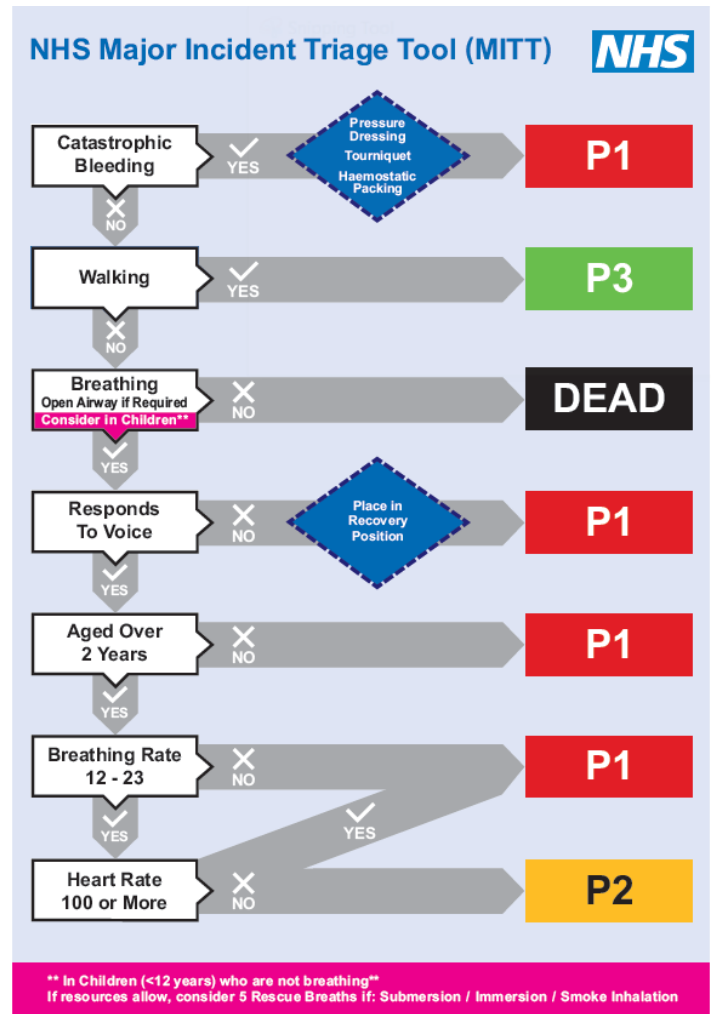 NHS Major Incident Triage Tool (MITT)
NHS
Catastrophic
Bleeding
YES
Pressure
Dressing
Tourniquet
Haemostatic
Packing
P1
NO
Walking
YES
P3
NO
Breathing
Open Airway if Required
Consider in Children**
NO
DEAD
YES
Responds
To Voice
NO
Place in
Recovery
Position
P1
YES
Aged Over
2 Years
NO
P1
YES
Breathing Rate
12 - 23
NO
P1
YES
YES
Heart Rate
100 or More
NO
P2
** In Children (<12 years) who are not breathing**
If resources allow, consider 5 Rescue Breaths if: Submersion / Immersion / Smoke Inhalation